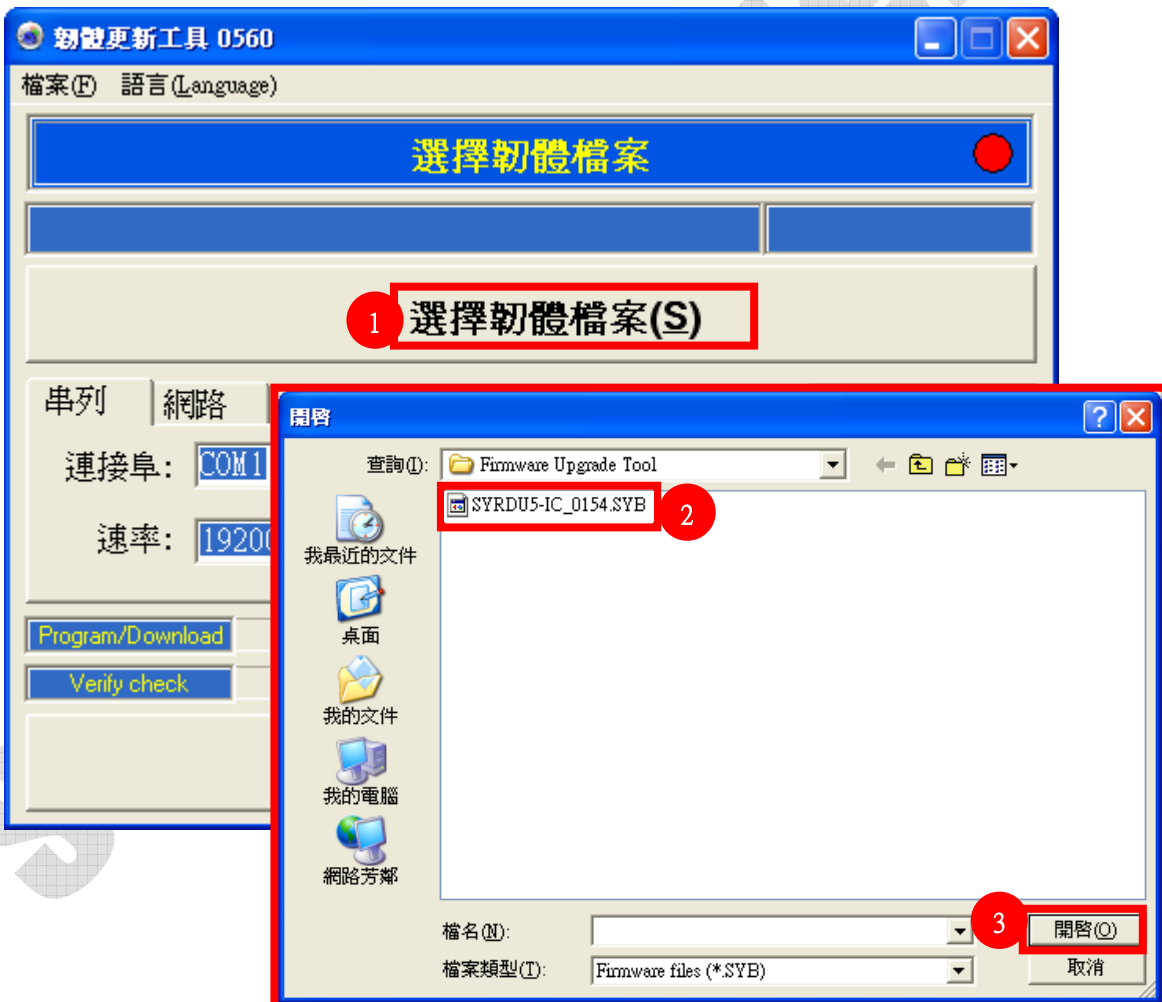 韌體更新工具 0560
檔案(F) 語言(Language)
選擇韌體檔案
1 選擇韌體檔案(S)
串列 網路
連接阜: COM1
速率: 19200
Program/Download
Verify check
開啓
查詢(I): Firmware Upgrade Tool
SYRDU5-IC_0154.SYB 2
我最近的文件
桌面
我的文件
我的電腦
網路芳鄰
檔名(N): 3 開啓(O)
檔案類型(T): Firmware files (*.SYB) 取消